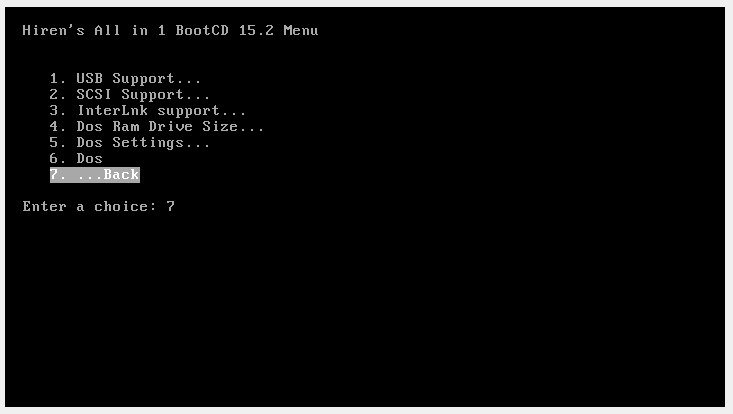 Hiren's All in 1 BootCD 15.2 Menu
1. USB Support...
2. SCSI Support...
3. InterLnk support...
4. Dos Ram Drive Size...
5. Dos Settings...
6. Dos
7. ...Back
Enter a choice: 7